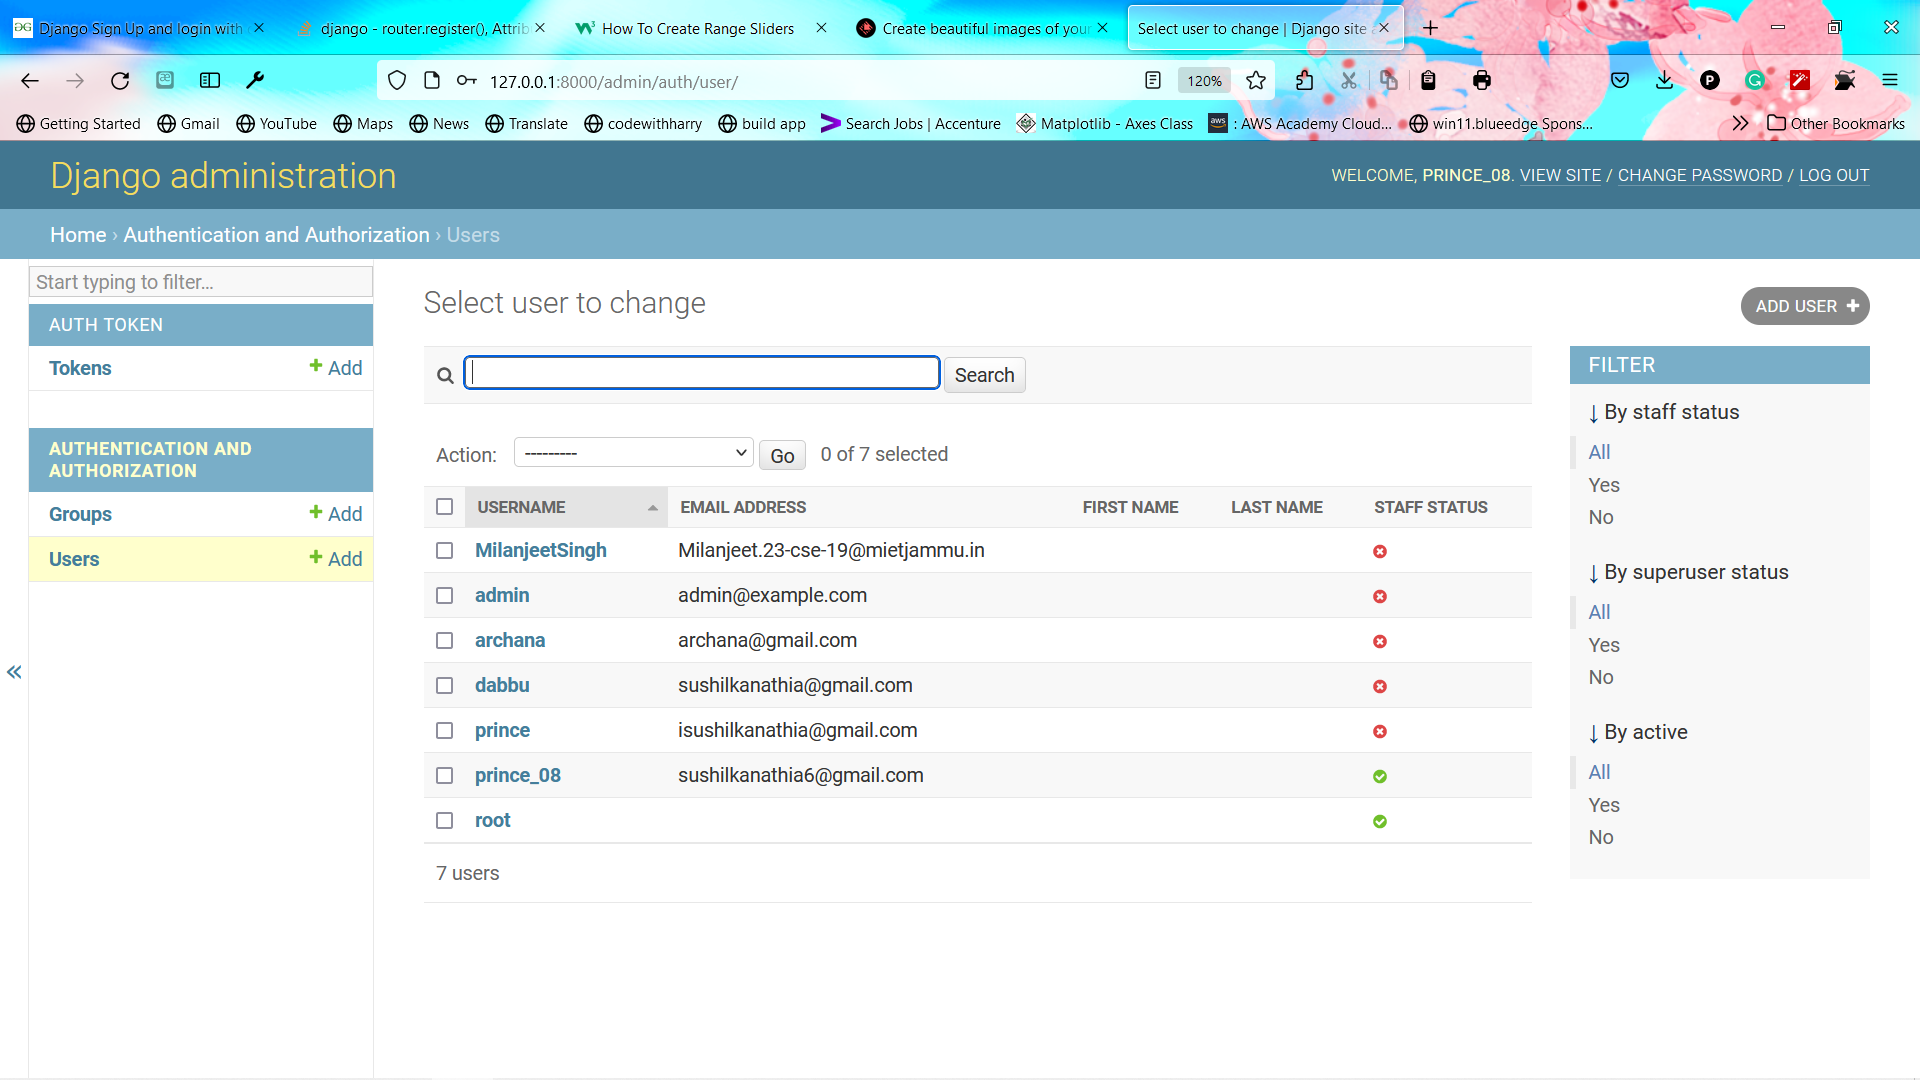 Django Sign Up and login with
django - router.register(), Attrib
How To Create Range Sliders
Create beautiful images of your
Select user to change | Django site
127.0.0.1:8000/admin/auth/user/
120%
Getting Started
Gmail
YouTube
Maps
News
Translate
codewithharry
build app
Search Jobs | Accenture
Matplotlib - Axes Class
aws
: AWS Academy Cloud...
win11.blueedge Spons...
Other Bookmarks
Django administration
WELCOME, PRINCE_08. VIEW SITE / CHANGE PASSWORD / LOG OUT
Home › Authentication and Authorization › Users
Start typing to filter...
AUTH TOKEN
Tokens + Add
AUTHENTICATION AND
AUTHORIZATION
Groups + Add
Users + Add
«
Select user to change
ADD USER +
Search
Action: --------- Go 0 of 7 selected
USERNAME EMAIL ADDRESS FIRST NAME LAST NAME STAFF STATUS
MilanjeetSingh Milanjeet.23-cse-19@mietjammu.in
admin admin@example.com
archana archana@gmail.com
dabbu sushilkanathia@gmail.com
prince isushilkanathia@gmail.com
prince_08 sushilkanathia6@gmail.com
root
7 users
FILTER
↓ By staff status
All
Yes
No
↓ By superuser status
All
Yes
No
↓ By active
All
Yes
No